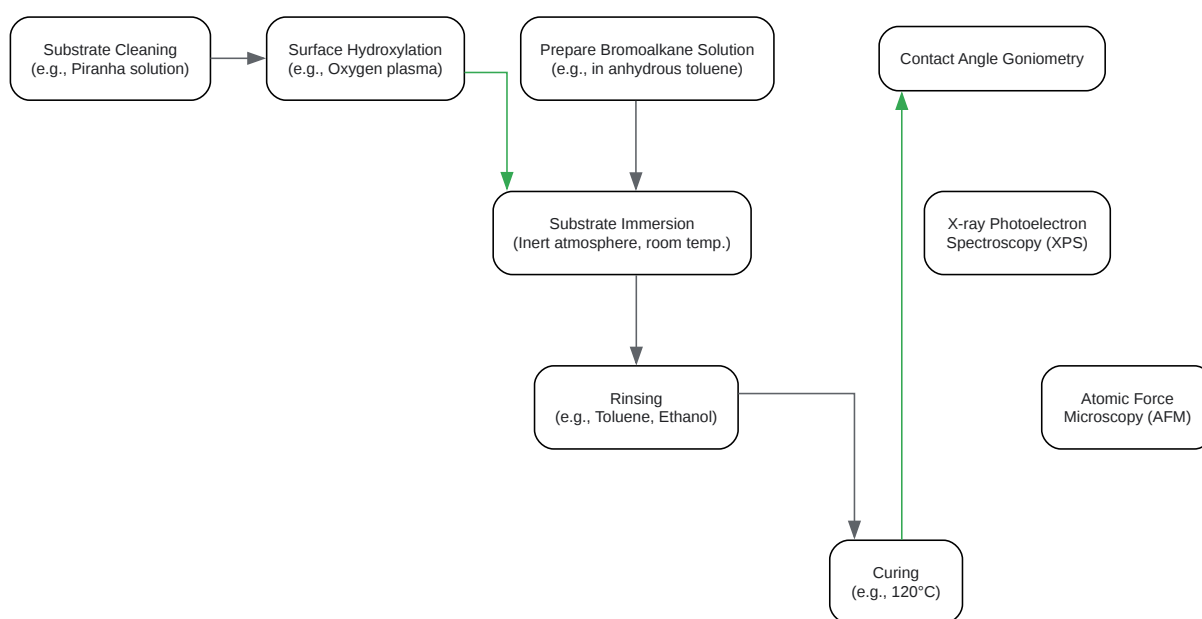 Substrate Cleaning
(e.g., Piranha solution)
Surface Hydroxylation
(e.g., Oxygen plasma)
Prepare Bromoalkane Solution
(e.g., in anhydrous toluene)
Contact Angle Goniometry
Substrate Immersion
(Inert atmosphere, room temp.)
X-ray Photoelectron
Spectroscopy (XPS)
Rinsing
(e.g., Toluene, Ethanol)
Atomic Force
Microscopy (AFM)
Curing
(e.g., 120°C)